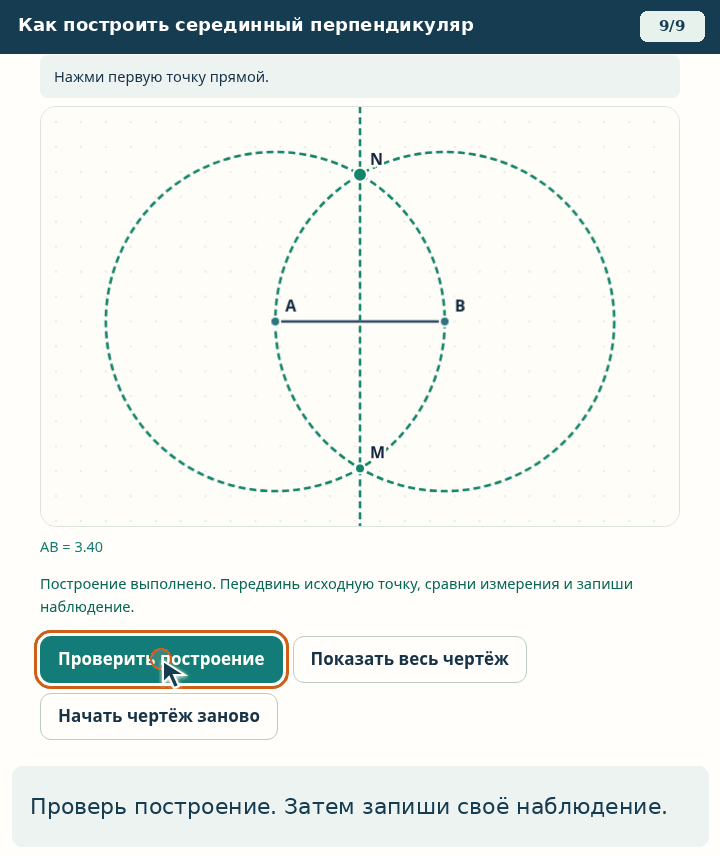 Как построить серединный перпендикуляр
9/9
Нажми первую точку прямой.
N
A
B
M
AB = 3.40
Построение выполнено. Передвинь исходную точку, сравни измерения и запиши
наблюдение.
Проверить построение
Показать весь чертёж
Начать чертёж заново
Проверь построение. Затем запиши своё наблюдение.